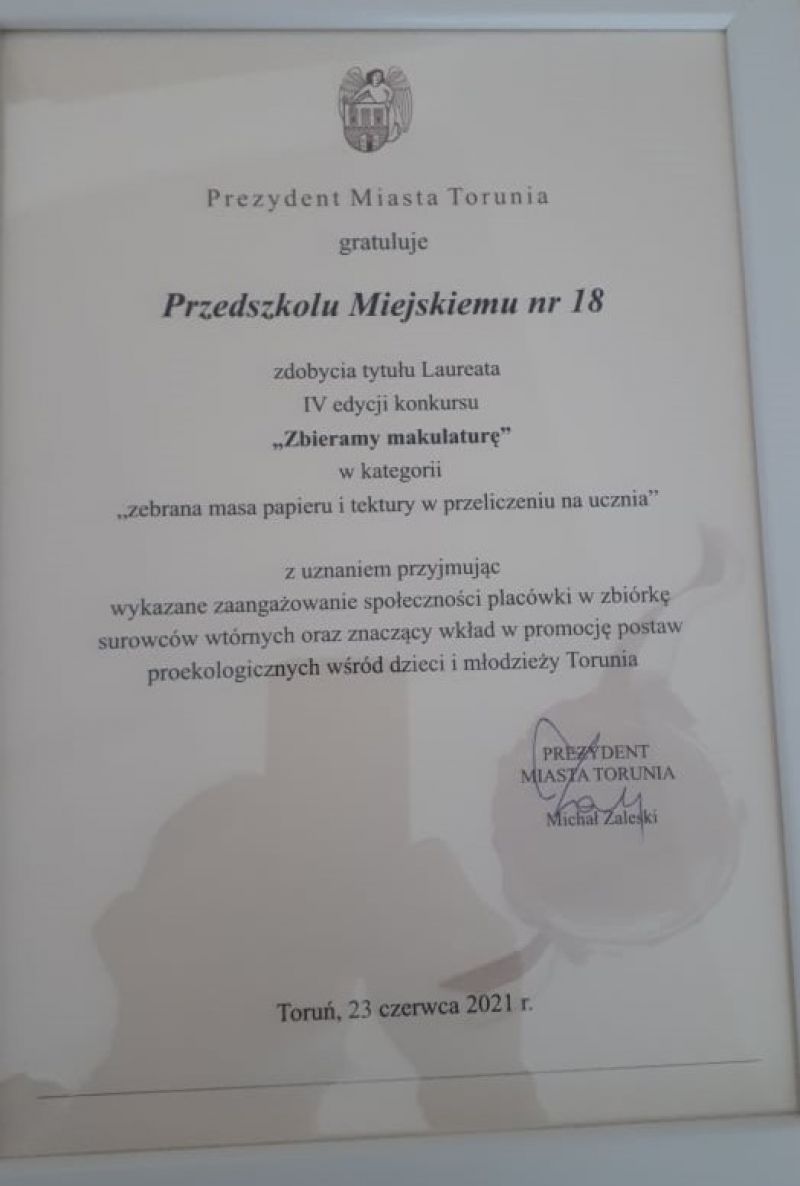 Prezydent Miasta Torunia
gratuluje
Przedszkolu Miejskiemu nr 18
zdobycia tytułu Laureata
IV edycji konkursu
„Zbieramy makulaturę”
w kategorii
„zebrana masa papieru i tektury w przeliczeniu na ucznia”
z uznaniem przyjmując
wykazane zaangażowanie społeczności placówki w zbiórkę
surowców wtórnych oraz znaczący wkład w promocję postaw
proekologicznych wśród dzieci i młodzieży Torunia
PREZYDENT
MIASTA TORUNIA
Michał Zaleski
Toruń, 23 czerwca 2021 r.